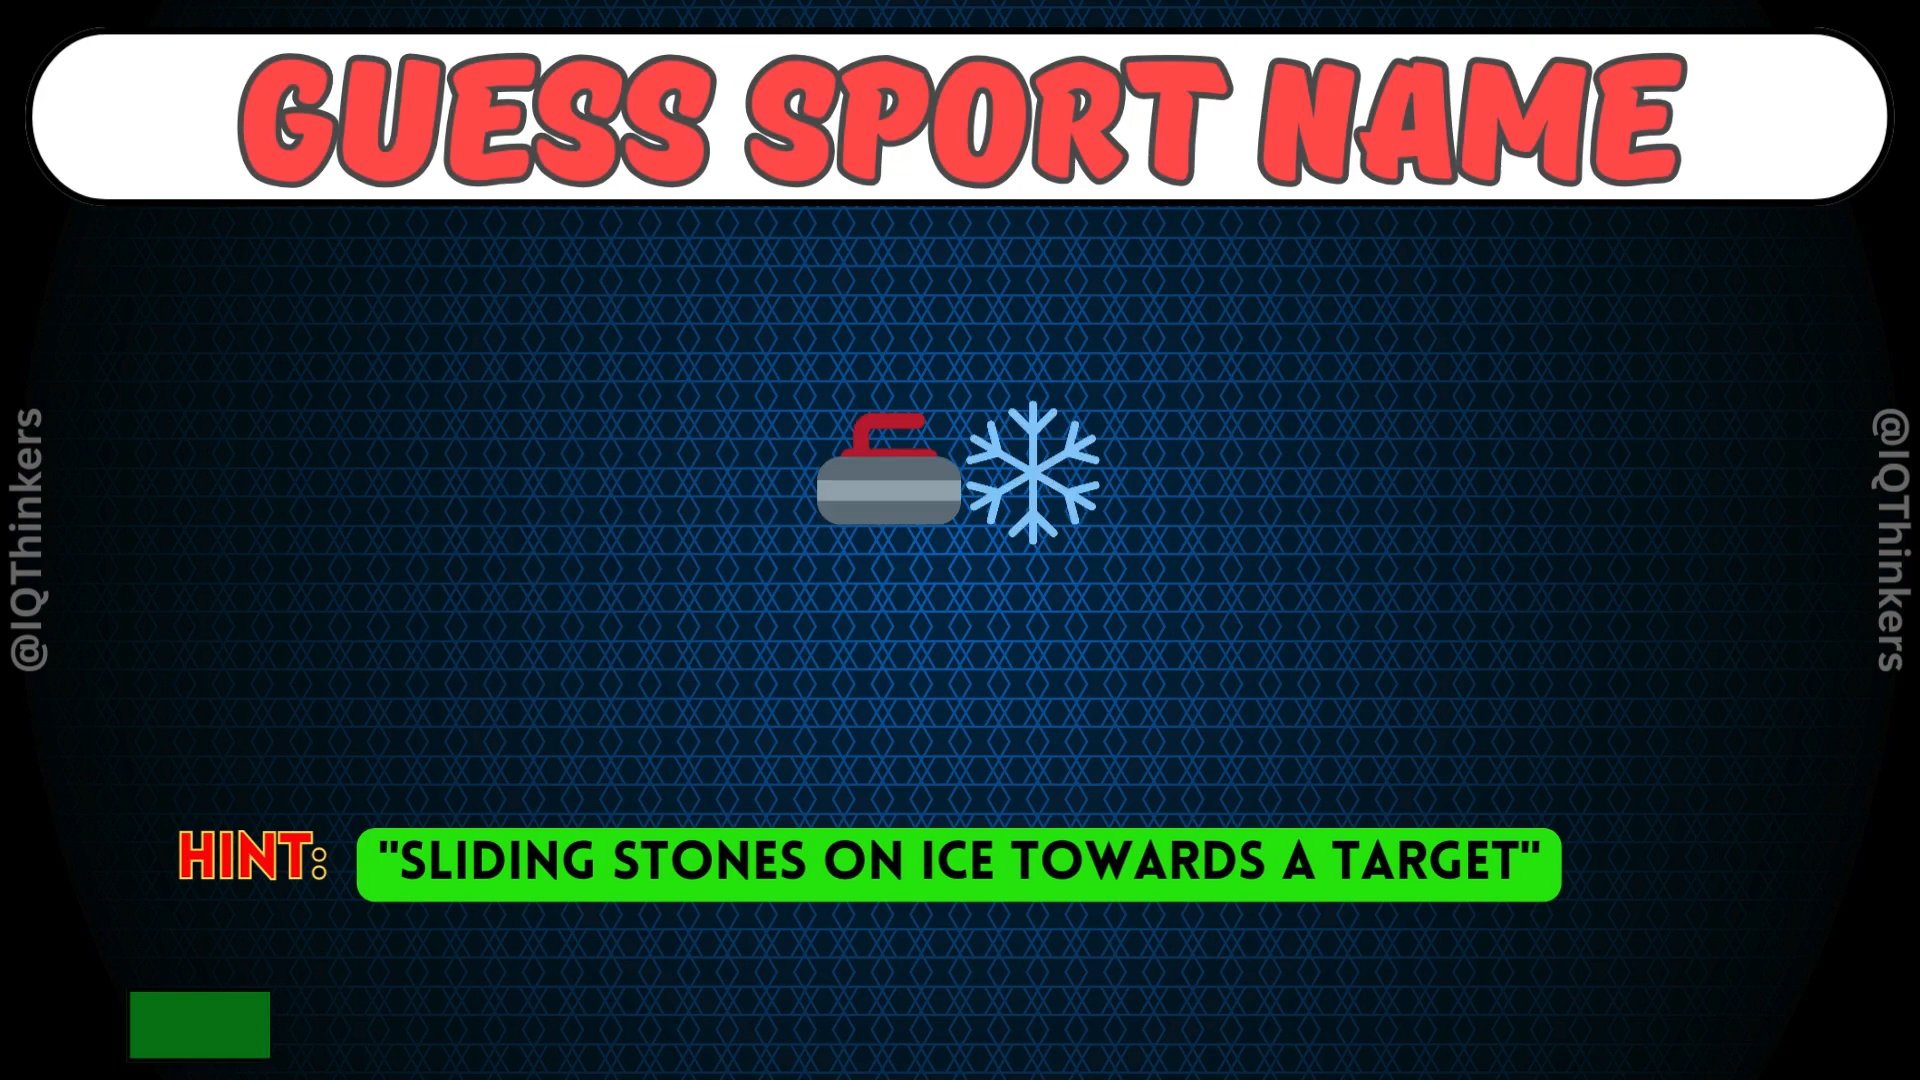 GUESS SPORT NAME
@IQThinkers
@IQThinkers
HINT: "SLIDING STONES ON ICE TOWARDS A TARGET"